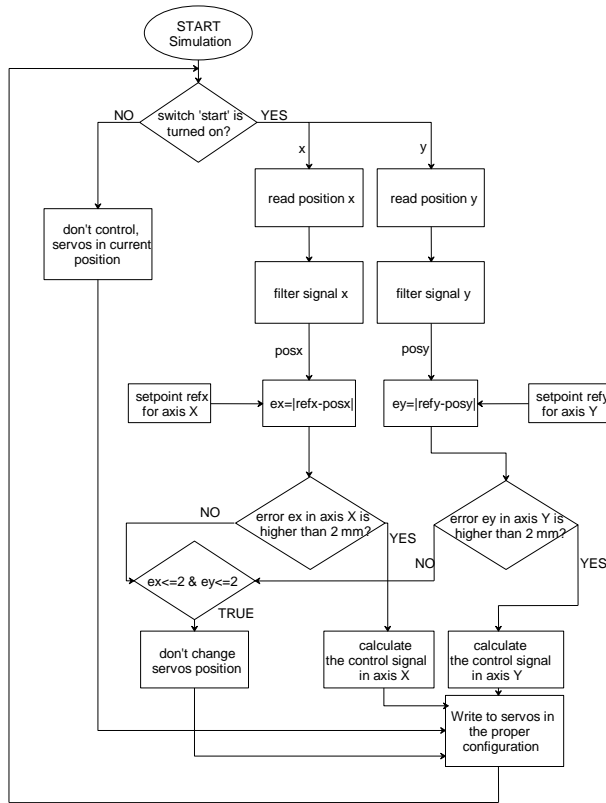 START
Simulation
NO
switch 'start' is
turned on?
YES
x
y
don't control,
servos in current
position
read position x
read position y
filter signal x
filter signal y
posx
posy
setpoint refx
for axis X
ex=|refx-posx|
ey=|refy-posy|
setpoint refy
for axis Y
NO
error ex in axis X is
higher than 2 mm?
YES
error ey in axis Y is
higher than 2 mm?
NO
YES
ex<=2 & ey<=2
TRUE
don't change
servos position
calculate
the control signal
in axis X
calculate
the control signal
in axis Y
Write to servos in
the proper
configuration